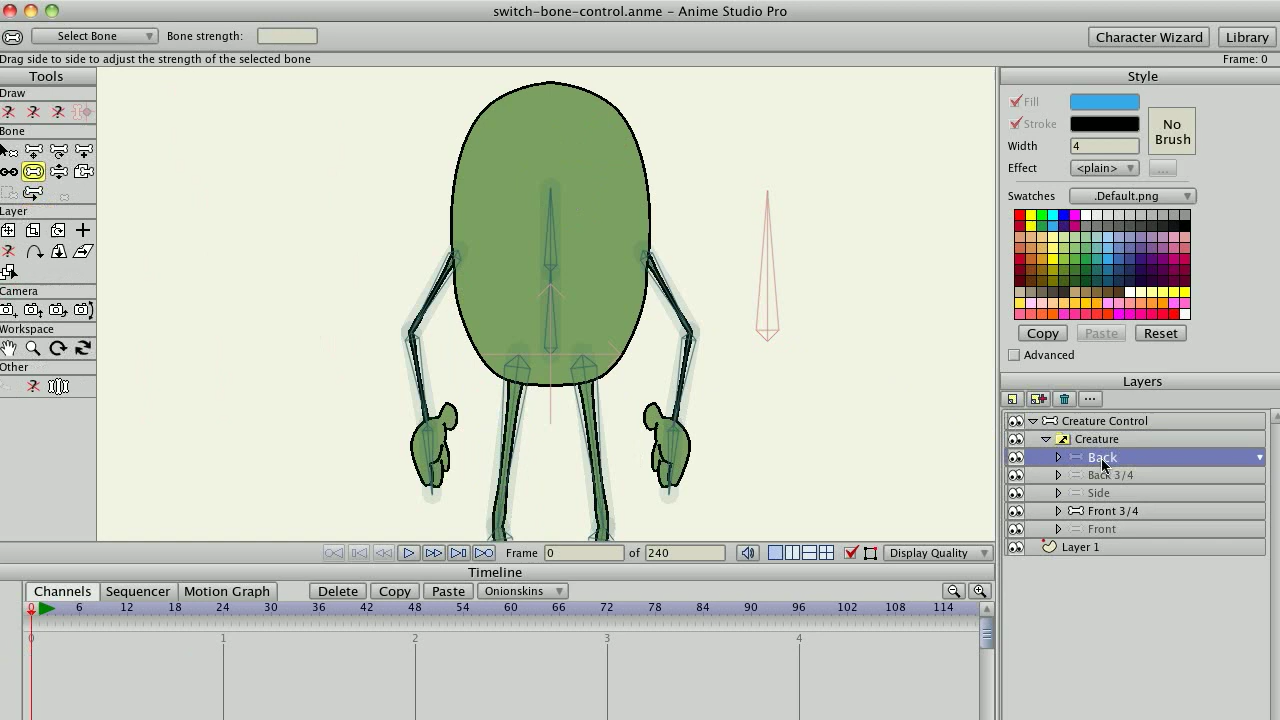 switch-bone-control.anme - Anime Studio Pro
Select Bone Bone strength: Character Wizard Library
Drag side to side to adjust the strength of the selected bone Frame: 0
Tools
Draw
Bone
Layer
Camera
Workspace
Other
Style
Fill
No Brush
Stroke
Width 4
Effect <plain> ...
Swatches .Default.png
Copy Paste Reset
Advanced
Layers
...
Creature Control
Creature
Back
Back 3/4
Side
Front 3/4
Front
Layer 1
Frame 0 of 240 Display Quality
Timeline
Channels Sequencer Motion Graph Delete Copy Paste Onionskins
0 6 12 18 24 30 36 42 48 54 60 66 72 78 84 90 96 102 108 114
0 1 2 3 4